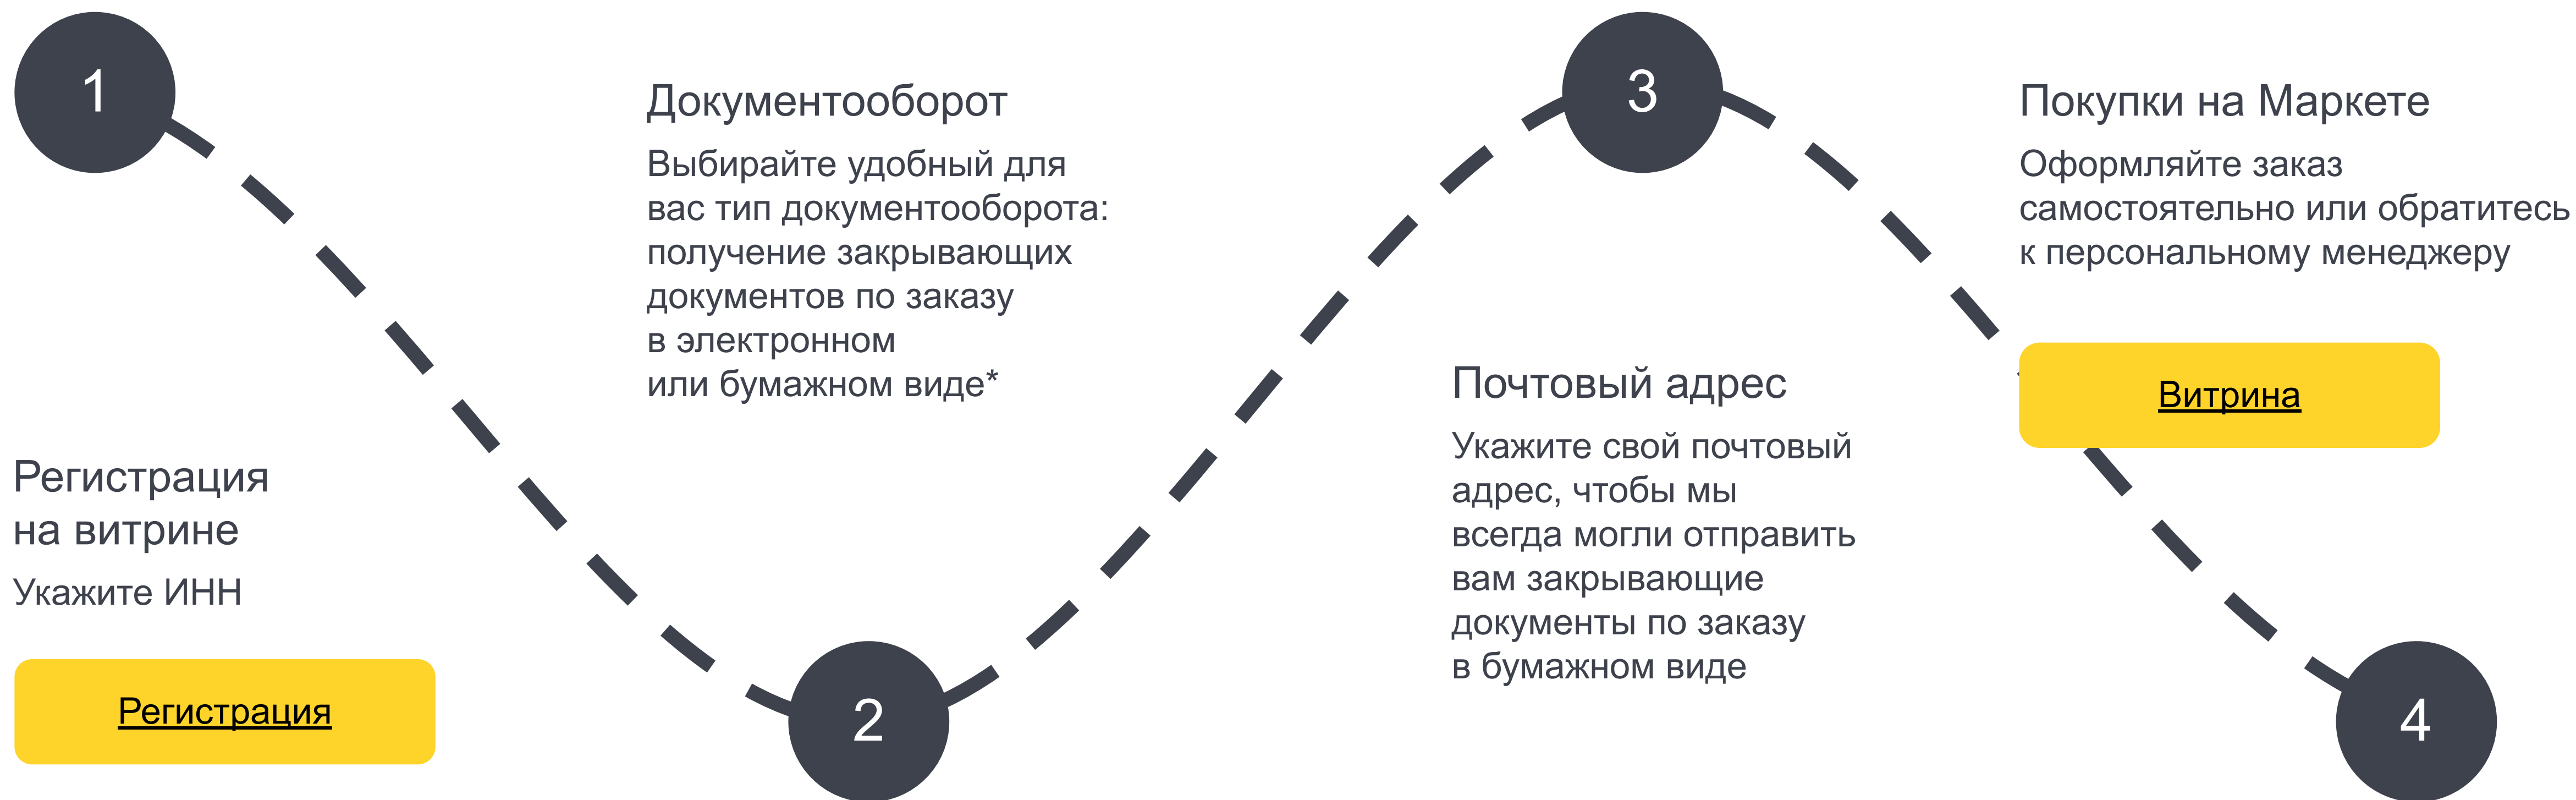 1
Регистрация
на витрине
Укажите ИНН
Регистрация
2
Документооборот
Выбирайте удобный для
вас тип документооборота:
получение закрывающих
документов по заказу
в электронном
или бумажном виде*
3
Почтовый адрес
Укажите свой почтовый
адрес, чтобы мы
всегда могли отправить
вам закрывающие
документы по заказу
в бумажном виде
4
Покупки на Маркете
Оформляйте заказ
самостоятельно или обратитесь
к персональному менеджеру
Витрина